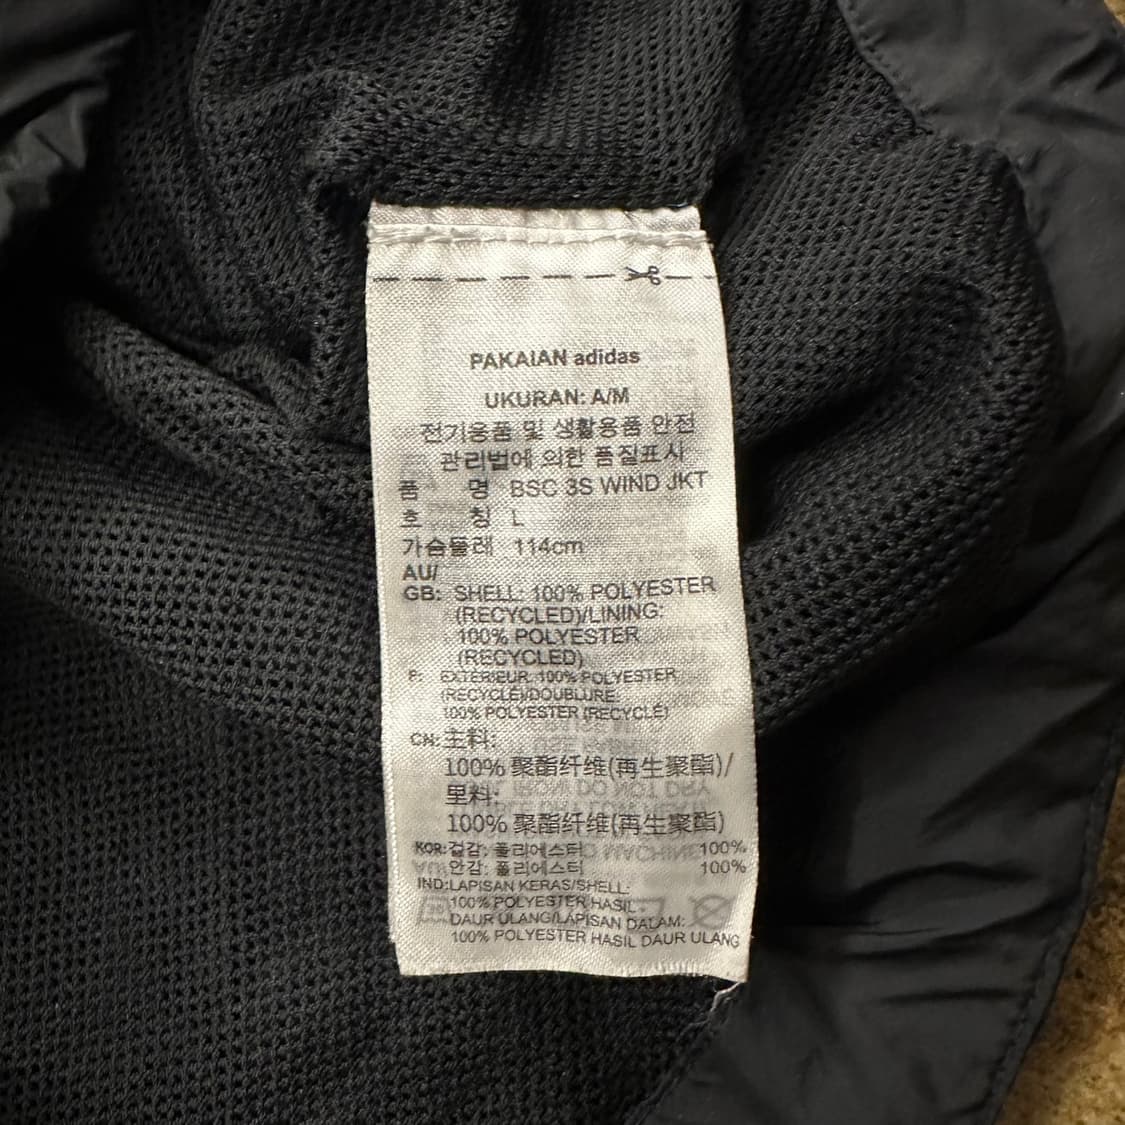 PAKAIAN adidas
UKURAN: A/M
전기용품 및 생활용품 안전
관리법에 의한 품질표시
품 명 BSC 3S WIND JKT
호 칭 L
가슴둘레 114cm
AU/
GB: SHELL: 100% POLYESTER
(RECYCLED)/LINING:
100% POLYESTER
(RECYCLED)
F: EXTÉRIEUR: 100% POLYESTER
(RECYCLÉ)/DOUBLURE:
100% POLYESTER (RECYCLÉ)
CN: 主料:
100% 聚酯纤维(再生聚酯)/
里料:
100% 聚酯纤维(再生聚酯)
KOR: 겉감: 폴리에스터 100%
안감: 폴리에스터 100%
IND: LAPISAN KERAS/SHELL:
100% POLYESTER HASIL
DAUR ULANG/LAPISAN DALAM:
100% POLYESTER HASIL DAUR ULANG